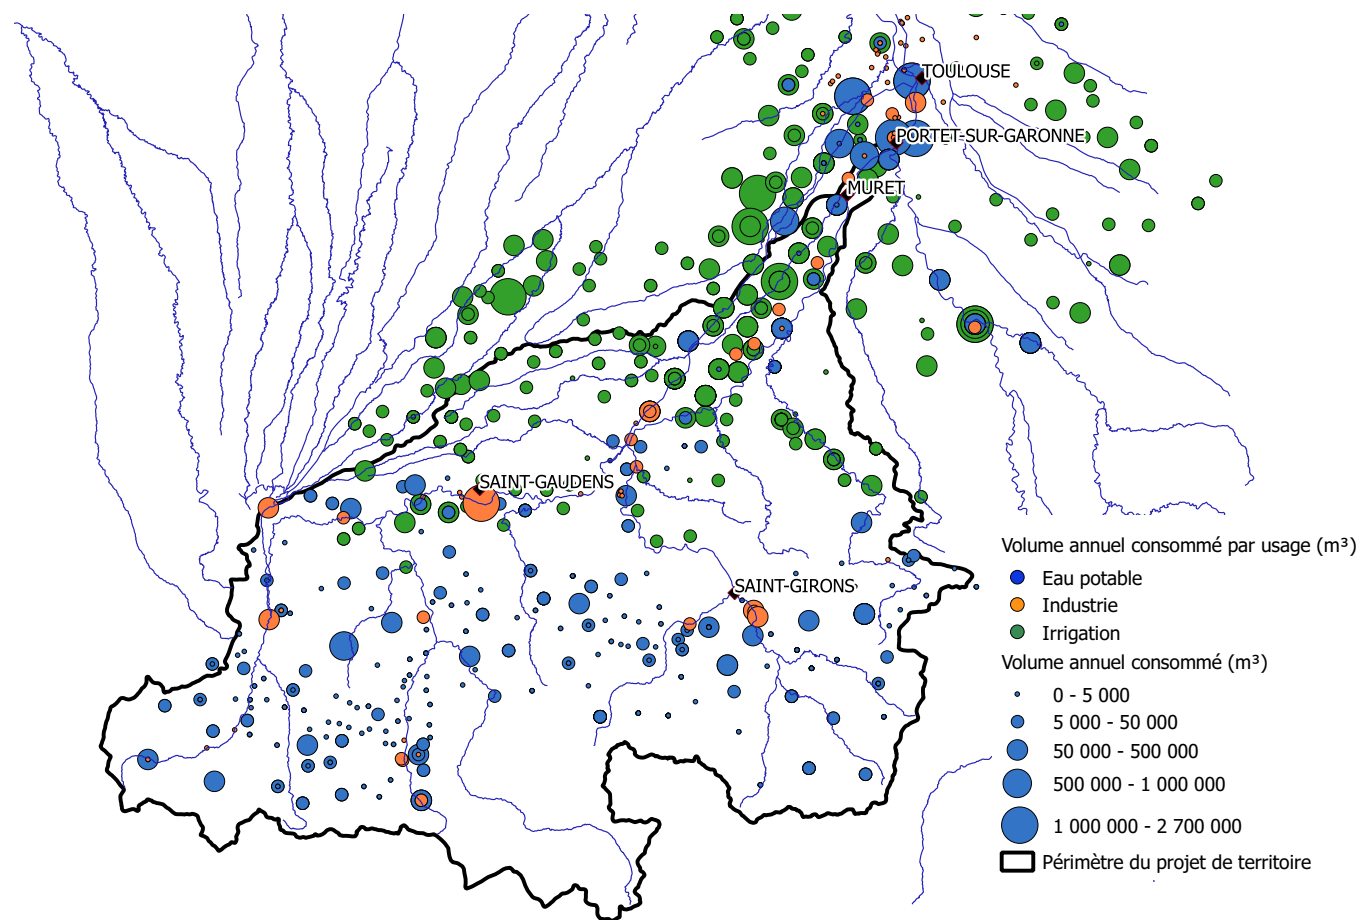 TOULOUSE
PORTET-SUR-GARONNE
MURET
SAINT-GAUDENS
SAINT-GIRONS
Volume annuel consommé par usage (m³)
Eau potable
Industrie
Irrigation
Volume annuel consommé (m³)
0 - 5 000
5 000 - 50 000
50 000 - 500 000
500 000 - 1 000 000
1 000 000 - 2 700 000
Périmètre du projet de territoire